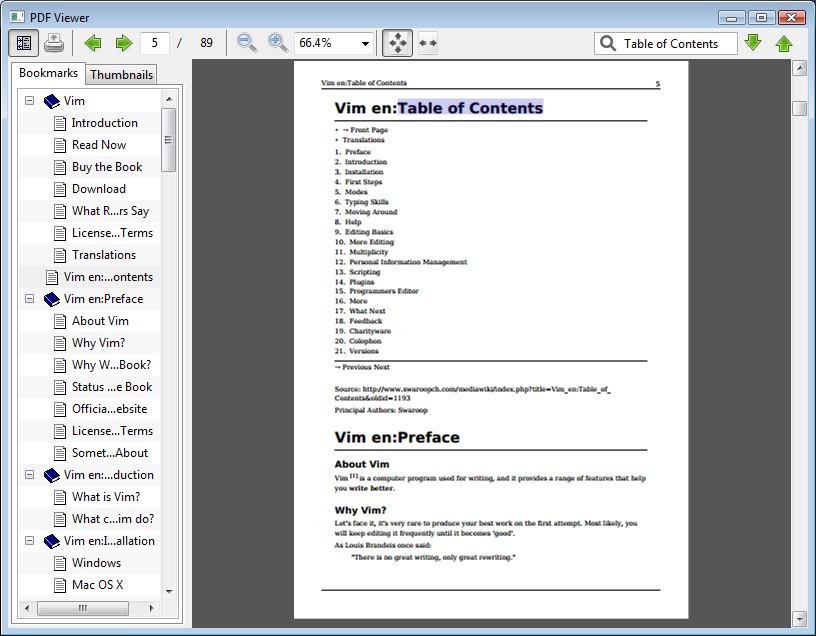 PDF Viewer
5 / 89
66.4%
Table of Contents
Bookmarks
Thumbnails
Vim
Introduction
Read Now
Buy the Book
Download
What R...rs Say
License...Terms
Translations
Vim en:...ontents
Vim en:Preface
About Vim
Why Vim?
Why W...Book?
Status ...e Book
Officia...ebsite
License...Terms
Somet...About
Vim en:...duction
What is Vim?
What c...im do?
Vim en:I...allation
Windows
Mac OS X
Vim en:Table of Contents 5
Vim en:Table of Contents
• → Front Page
• Translations
1. Preface
2. Introduction
3. Installation
4. First Steps
5. Modes
6. Typing Skills
7. Moving Around
8. Help
9. Editing Basics
10. More Editing
11. Multiplicity
12. Personal Information Management
13. Scripting
14. Plugins
15. Programmers Editor
16. More
17. What Next
18. Feedback
19. Charityware
20. Colophon
21. Versions
→ Previous Next
Source: http://www.swaroopch.com/mediawiki/index.php?title=Vim_en:Table_of_
Contents&oldid=1193
Principal Authors: Swaroop
Vim en:Preface
About Vim
Vim [1] is a computer program used for writing, and it provides a range of features that help
you write better.
Why Vim?
Let's face it, it's very rare to produce your best work on the first attempt. Most likely, you
will keep editing it frequently until it becomes 'good'.
As Louis Brandeis once said:
"There is no great writing, only great rewriting."